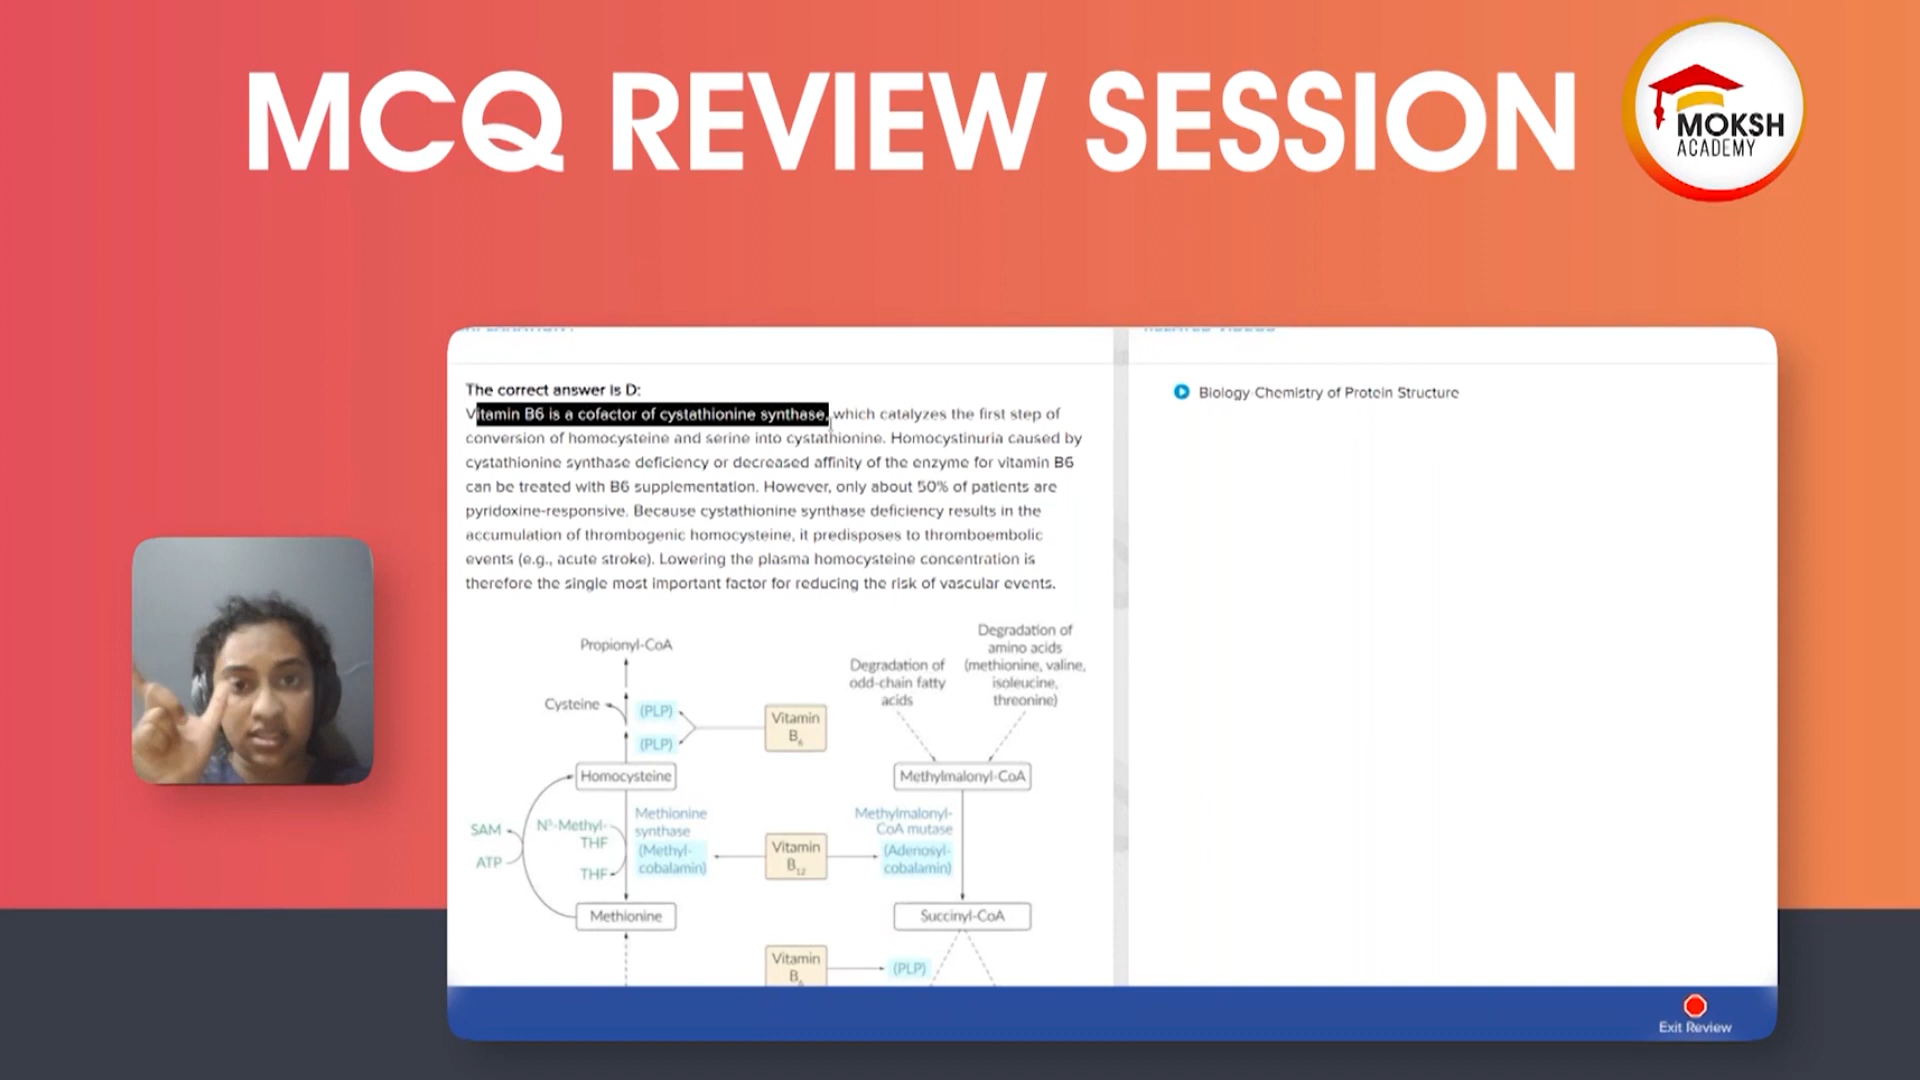 MCQ REVIEW SESSION
MOKSH
ACADEMY
The correct answer is D:
Vitamin B6 is a cofactor of cystathionine synthase, which catalyzes the first step of
conversion of homocysteine and serine into cystathionine. Homocystinuria caused by
cystathionine synthase deficiency or decreased affinity of the enzyme for vitamin B6
can be treated with B6 supplementation. However, only about 50% of patients are
pyridoxine-responsive. Because cystathionine synthase deficiency results in the
accumulation of thrombogenic homocysteine, it predisposes to thromboembolic
events (e.g., acute stroke). Lowering the plasma homocysteine concentration is
therefore the single most important factor for reducing the risk of vascular events.
Biology Chemistry of Protein Structure
Propionyl-CoA
Cysteine
(PLP)
(PLP)
Vitamin
B6
Degradation of
odd-chain fatty
acids
Degradation of
amino acids
(methionine, valine,
isoleucine,
threonine)
Homocysteine
Methylmalonyl-CoA
SAM
ATP
N5-Methyl-
THF
THF
Methionine
synthase
(Methyl-
cobalamin)
Vitamin
B12
Methylmalonyl-
CoA mutase
(Adenosyl-
cobalamin)
Methionine
Succinyl-CoA
Vitamin
B
(PLP)
Exit Review